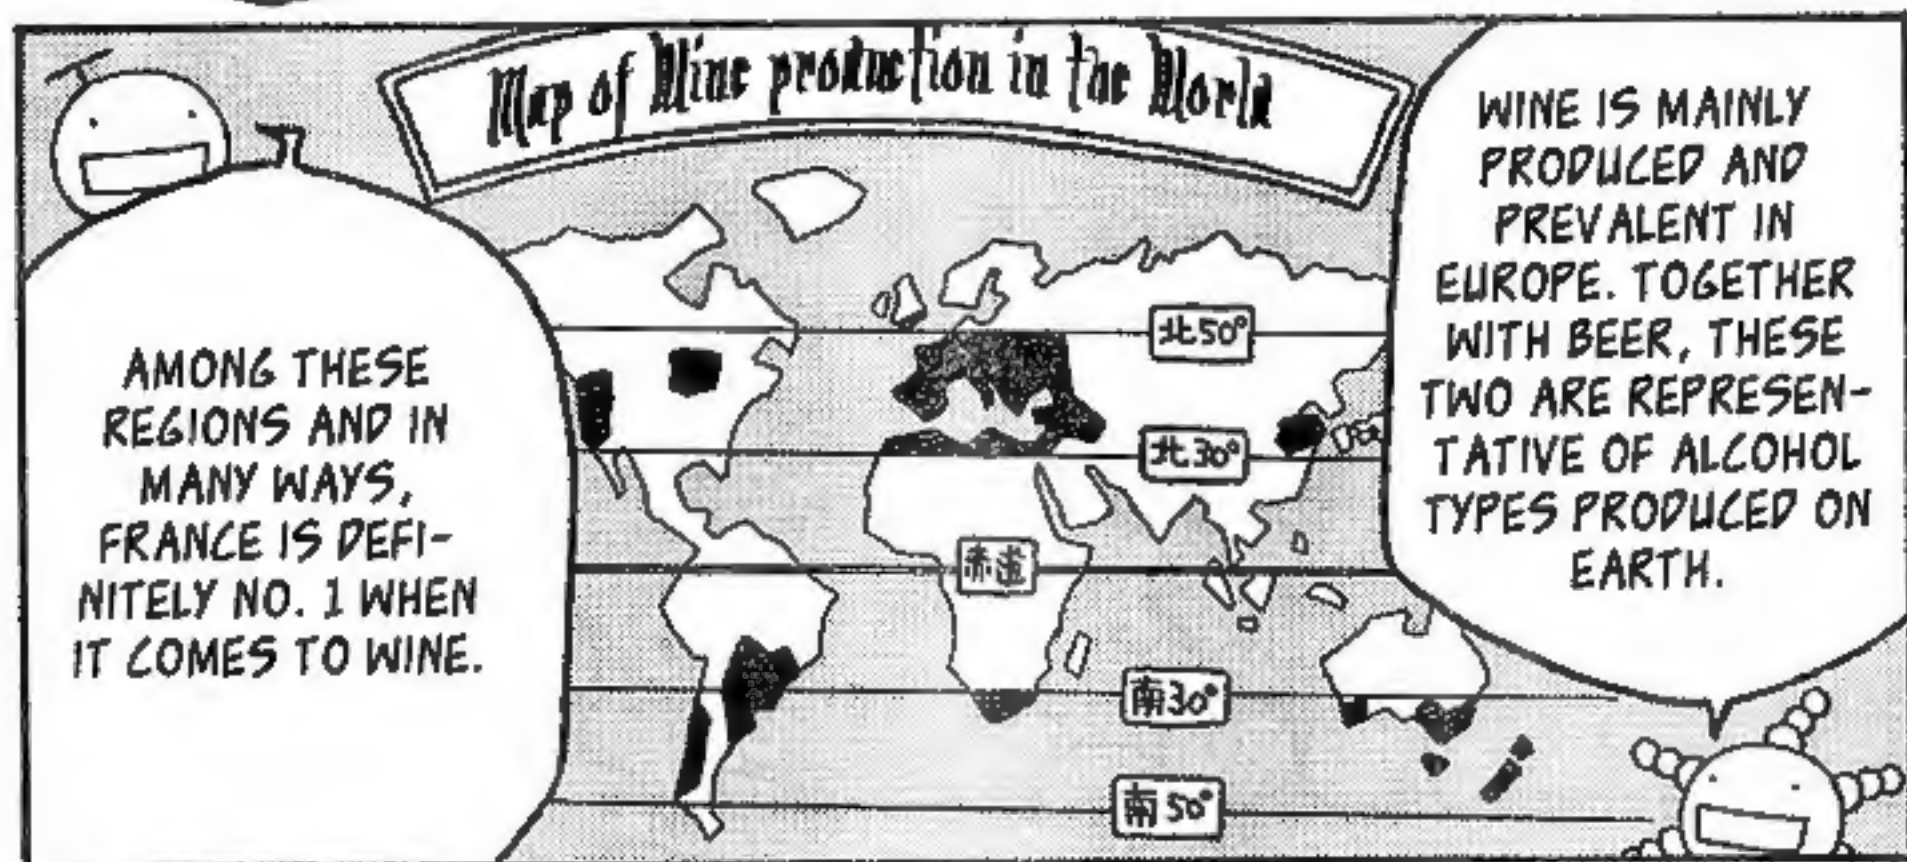 Map of Wine production in the World
WINE IS MAINLY
PRODUCED AND
PREVALENT IN
EUROPE. TOGETHER
WITH BEER, THESE
TWO ARE REPRESEN-
TATIVE OF ALCOHOL
TYPES PRODUCED ON
EARTH.
AMONG THESE
REGIONS AND IN
MANY WAYS,
FRANCE IS DEFI-
NITELY NO. 1 WHEN
IT COMES TO WINE.
北50°
北30°
赤道
南30°
南50°